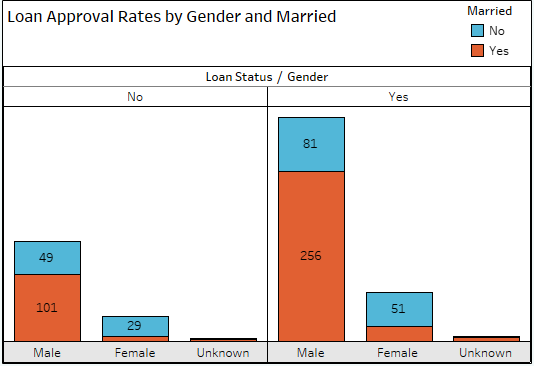 Loan Approval Rates by Gender and Married
Married
No
Yes
Loan Status / Gender
No
Yes
49
101
29
81
256
51
Male
Female
Unknown
Male
Female
Unknown